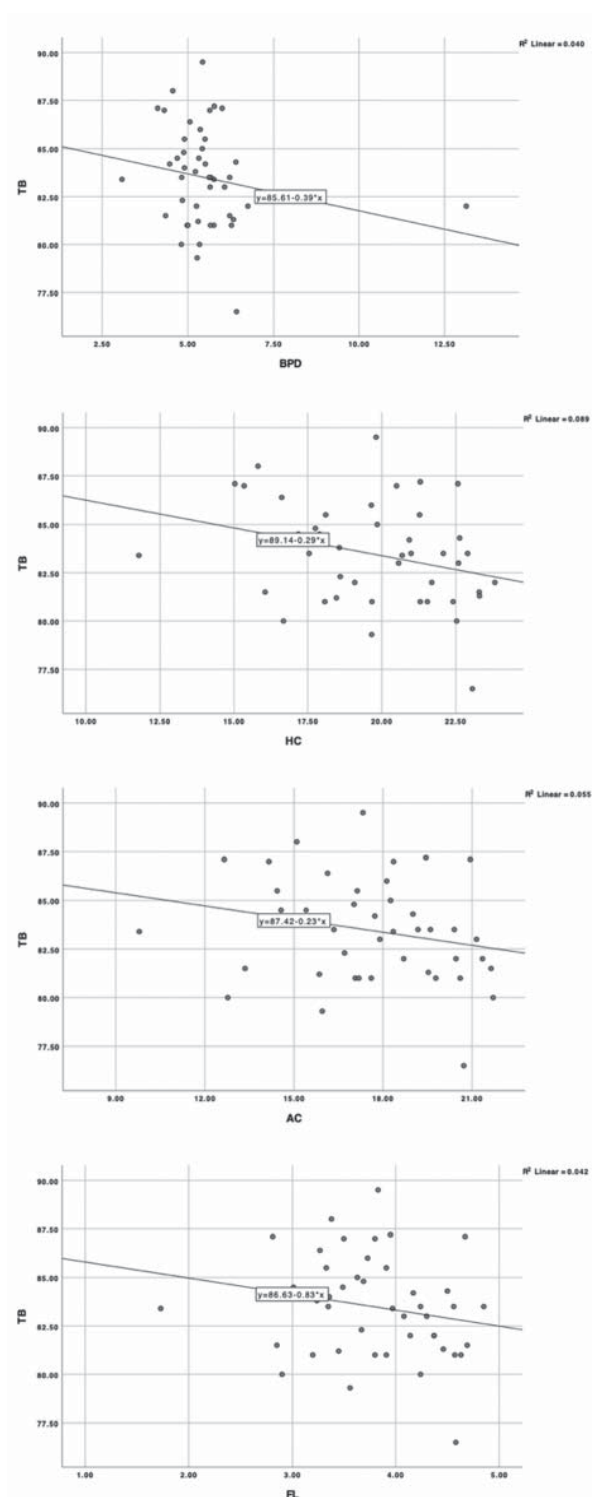 R² Linear = 0.040
90.00
87.50
85.00
TB
82.50
y=85.61-0.39*x
80.00
77.50
2.50 5.00 7.50 10.00 12.50
BPD
R² Linear = 0.089
90.00
87.50
85.00
TB
y=89.14-0.29*x
82.50
80.00
77.50
10.00 12.50 15.00 17.50 20.00 22.50
HC
R² Linear = 0.055
90.00
87.50
85.00
TB
y=87.42-0.23*x
82.50
80.00
77.50
9.00 12.00 15.00 18.00 21.00
AC
R² Linear = 0.042
90.00
87.50
85.00
TB
y=86.63-0.83*x
82.50
80.00
77.50
1.00 2.00 3.00 4.00 5.00
FL